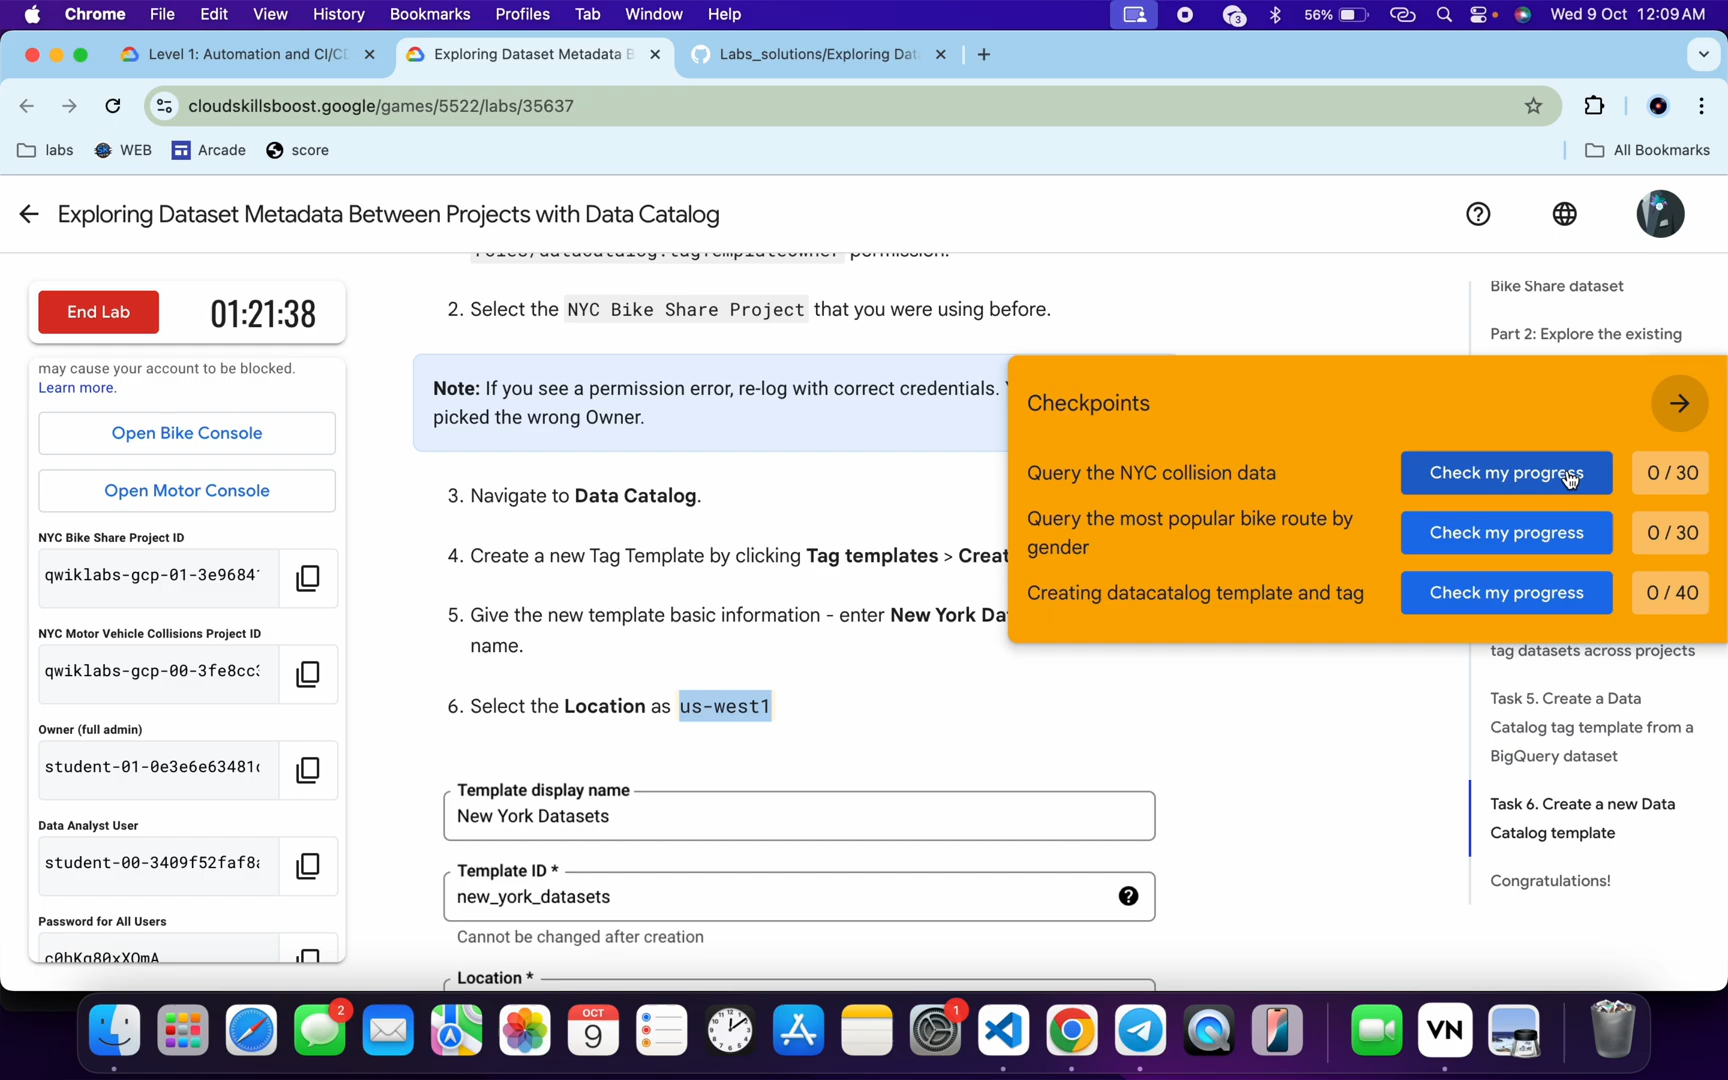 Chrome File Edit View History Bookmarks Profiles Tab Window Help
3
56%
Wed 9 Oct 12:09 AM
Level 1: Automation and CI/C
Exploring Dataset Metadata B
Labs_solutions/Exploring Dat
cloudskillsboost.google/games/5522/labs/35637
labs WEB Arcade score
All Bookmarks
Exploring Dataset Metadata Between Projects with Data Catalog
End Lab 01:21:38
may cause your account to be blocked.
Learn more.
Open Bike Console
Open Motor Console
NYC Bike Share Project ID
qwiklabs-gcp-01-3e9684
NYC Motor Vehicle Collisions Project ID
qwiklabs-gcp-00-3fe8cc
Owner (full admin)
student-01-0e3e6e63481
Data Analyst User
student-00-3409f52faf8
Password for All Users
c0hKg80xXOmA
permission.
2. Select the NYC Bike Share Project that you were using before.
Note: If you see a permission error, re-log with correct credentials.
picked the wrong Owner.
3. Navigate to Data Catalog.
4. Create a new Tag Template by clicking Tag templates > Creat
5. Give the new template basic information - enter New York Da
name.
6. Select the Location as us-west1
Template display name
New York Datasets
Template ID *
new_york_datasets
Cannot be changed after creation
Location *
Bike Share dataset
Part 2: Explore the existing
Checkpoints
Query the NYC collision data Check my progress 0 / 30
Query the most popular bike route by
gender
Check my progress 0 / 30
Creating datacatalog template and tag Check my progress 0 / 40
tag datasets across projects
Task 5. Create a Data
Catalog tag template from a
BigQuery dataset
Task 6. Create a new Data
Catalog template
Congratulations!
2
OCT
9
1
VN